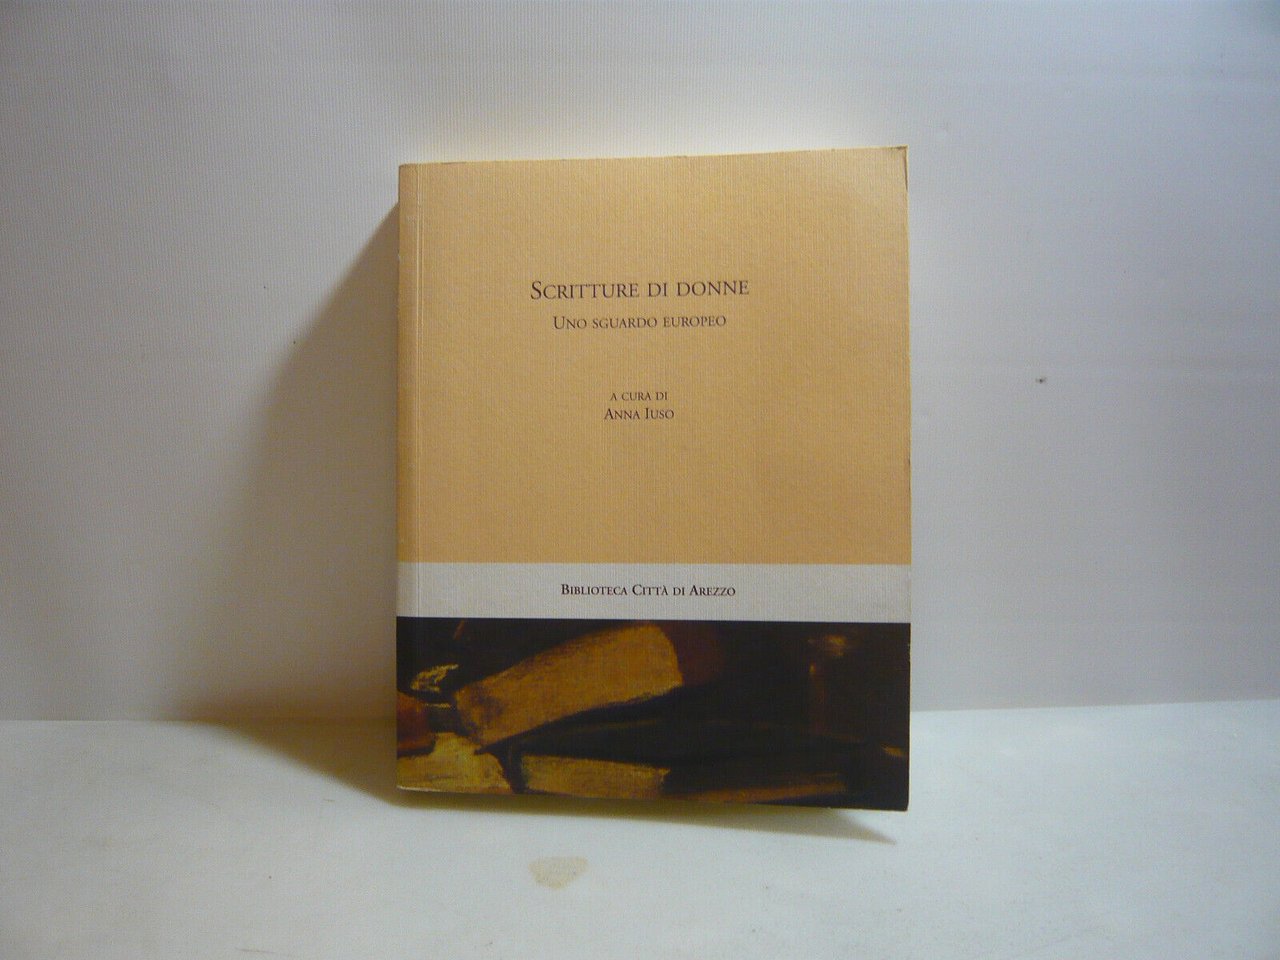 Scritture di donne
Uno sguardo europeo
a cura di
Anna Iuso
Biblioteca Città di Arezzo